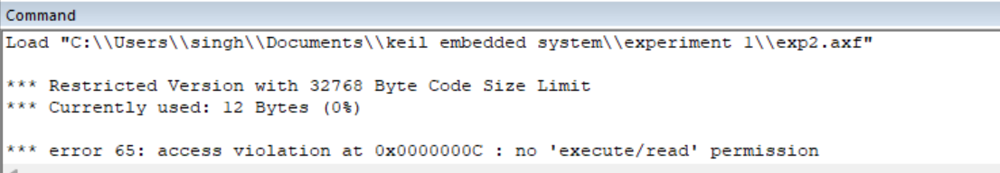 Command
Load "C:\\Users\\singh\\Documents\\keil embedded system\\experiment 1\\exp2.axf"
*** Restricted Version with 32768 Byte Code Size Limit
*** Currently used: 12 Bytes (0%)
*** error 65: access violation at 0x0000000C : no 'execute/read' permission